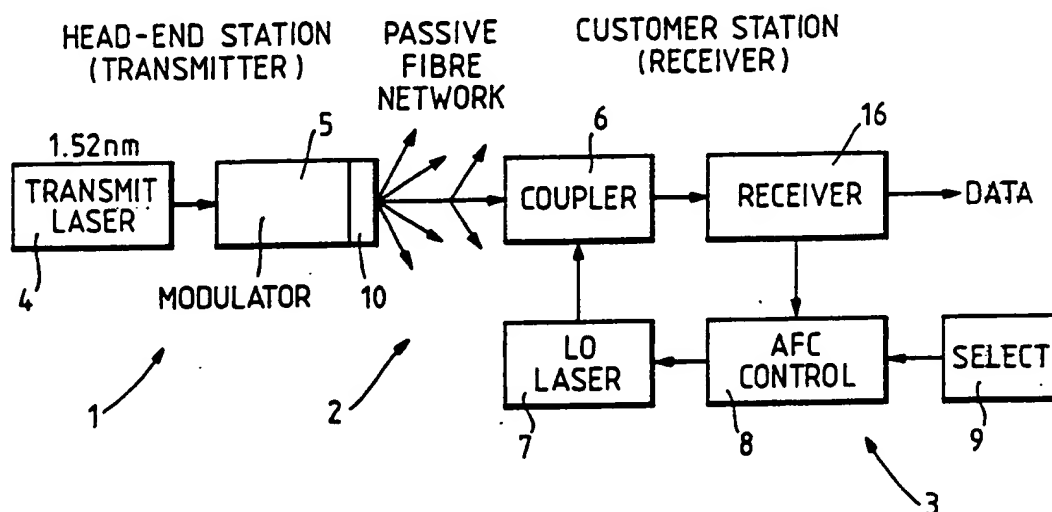 HEAD-END STATION
(TRANSMITTER)
PASSIVE
FIBRE
NETWORK
CUSTOMER STATION
(RECEIVER)
1.52nm
5
6
16
TRANSMIT
LASER
COUPLER
RECEIVER
DATA
4
MODULATOR
10
LO
LASER
AFC
CONTROL
SELECT
1
2
7
8
9
3